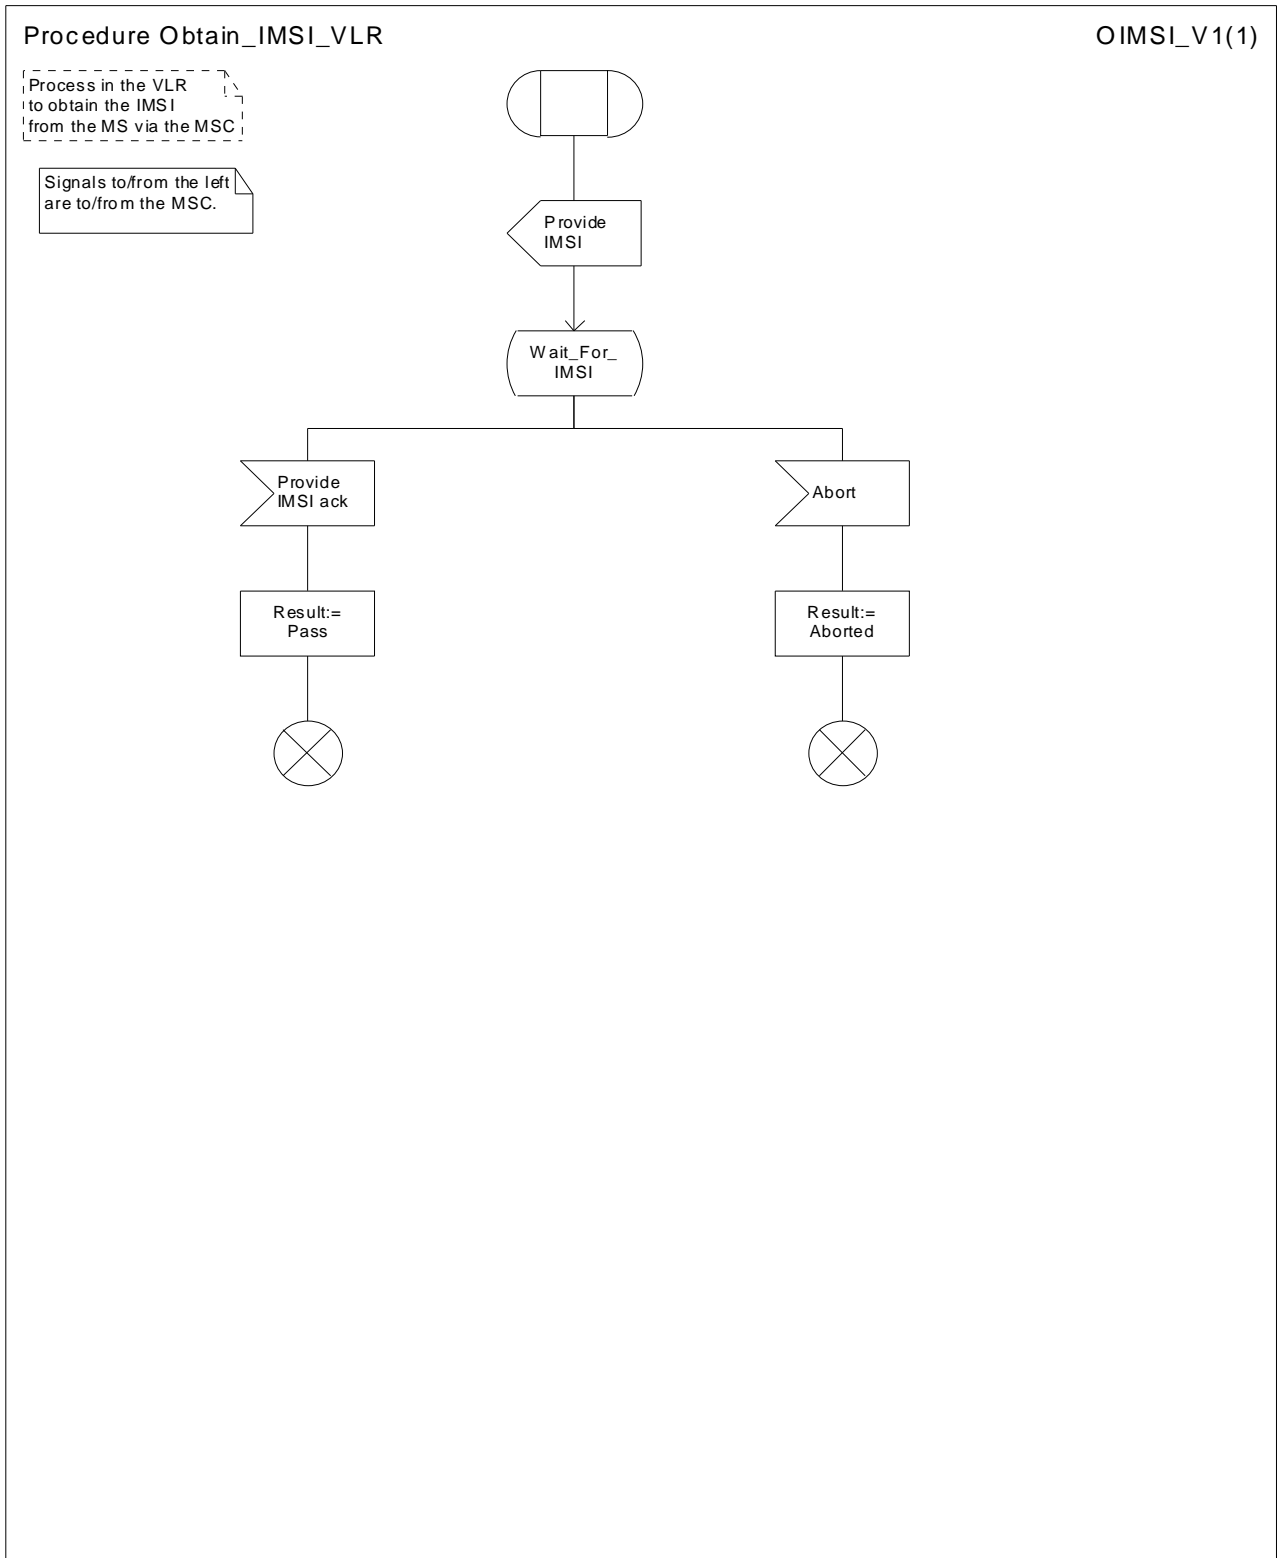 Procedure Obtain_IMSI_VLR
OIMSI_V1(1)
Process in the VLR
to obtain the IMSI
from the MS via the MSC
Signals to/from the left
are to/from the MSC.
Provide
IMSI
Wait_For_
IMSI
Provide
IMSI ack
Abort
Result:=
Pass
Result:=
Aborted